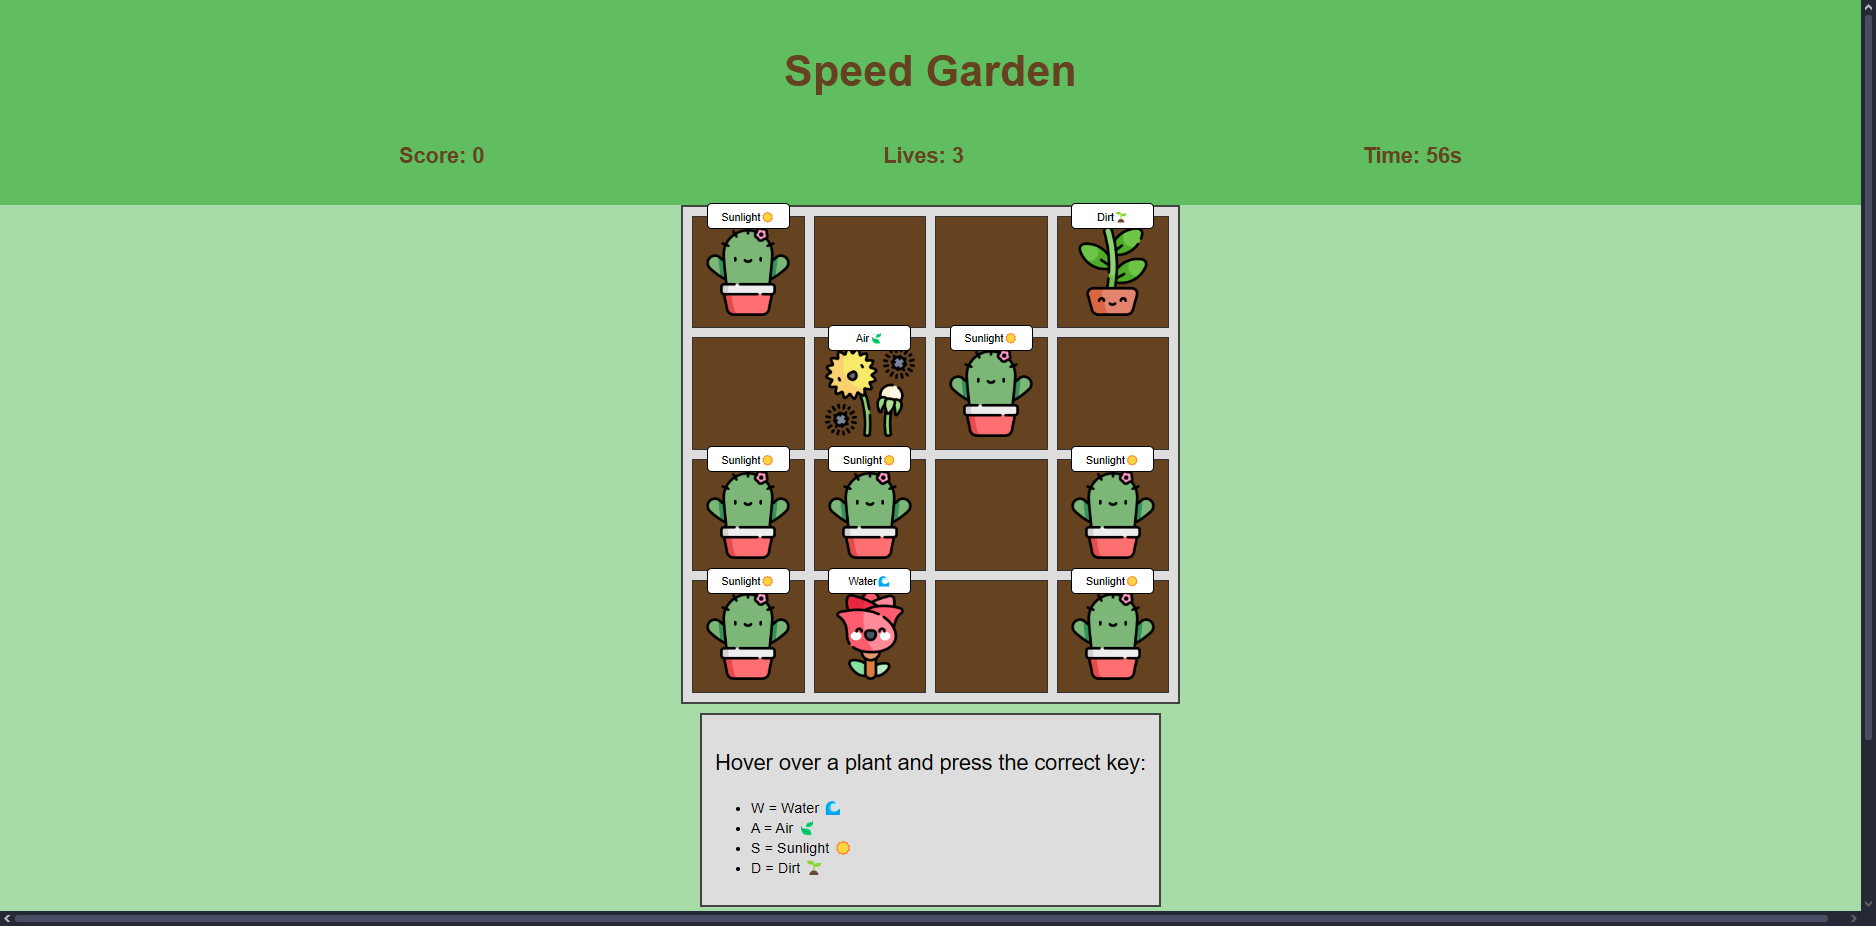 Speed Garden
Score: 0 Lives: 3 Time: 56s
Sunlight☀️ Dirt🌱
Air🍃 Sunlight☀️
Sunlight☀️ Sunlight☀️ Sunlight☀️
Sunlight☀️ Water🌊 Sunlight☀️
Hover over a plant and press the correct key:
• W = Water 🌊
• A = Air 🍃
• S = Sunlight ☀️
• D = Dirt 🌱